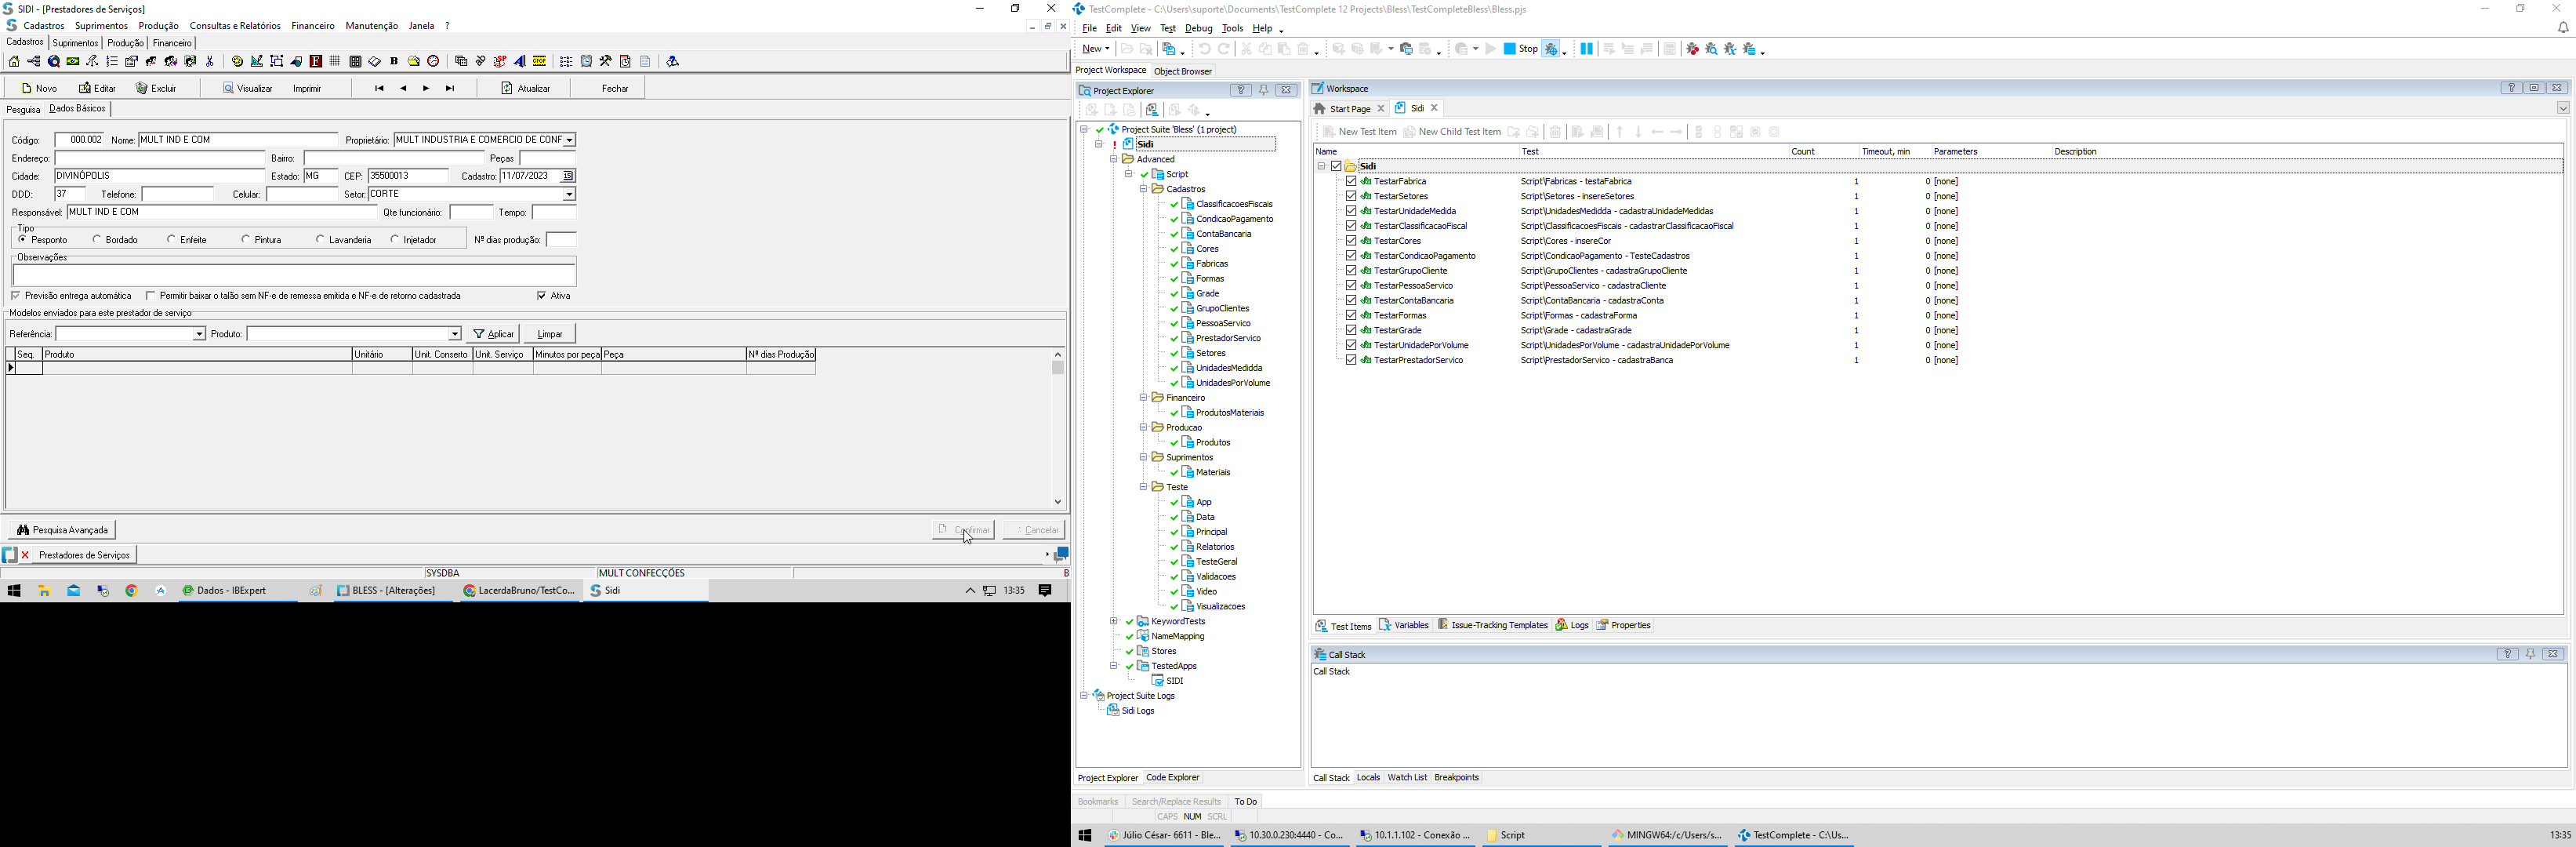 SIDI - [Prestadores de Serviços]
Cadastros Suprimentos Produção Consultas e Relatórios Financeiro Manutenção Janela ?
Cadastros Suprimentos Produção Financeiro
Novo Editar Excluir Visualizar Imprimir Atualizar Fechar
Pesquisa Dados Básicos
Código: 000.002 Nome: MULT IND E COM Proprietário: MULT INDUSTRIA E COMERCIO DE CONF
Endereço: Bairro: Peças
Cidade: DIVINÓPOLIS Estado: MG CEP: 35500013 Cadastro: 11/07/2023 15
DDD: 37 Telefone: Celular: Setor: CORTE
Responsável: MULT IND E COM Qte funcionário: Tempo:
Tipo
Pesponto Bordado Enfeite Pintura Lavanderia Injetador Nº dias produção:
Observações
Previsão entrega automática Permitir baixar o talão sem NF-e de remessa emitida e NF-e de retorno cadastrada Ativa
Modelos enviados para este prestador de serviço
Referência: Produto: Aplicar Limpar
Seq. Produto Unitário Unit. Conserto Unit. Serviço Minutos por peça Peça Nº dias Produção
Pesquisa Avançada Confirmar Cancelar
Prestadores de Serviços
SYSDBA MULT CONFECÇÕES B
Dados - IBExpert BLESS - [Alterações] LacerdaBruno/TestCo... Sidi 13:35
TestComplete - C:\Users\suporte\Documents\TestComplete 12 Projects\Bless\TestCompleteBless\Bless.pjs
File Edit View Test Debug Tools Help
New Stop
Project Workspace Object Browser
Project Explorer
Project Suite 'Bless' (1 project)
Sidi
Advanced
Script
Cadastros
ClassificacoesFiscais
CondicaoPagamento
ContaBancaria
Cores
Fabricas
Formas
Grade
GrupoClientes
PessoaServico
PrestadorServico
Setores
UnidadesMedidda
UnidadesPorVolume
Financeiro
ProdutosMateriais
Producao
Produtos
Suprimentos
Materiais
Teste
App
Data
Principal
Relatorios
TesteGeral
Validacoes
Video
Visualizacoes
KeywordTests
NameMapping
Stores
TestedApps
SIDI
Project Suite Logs
Sidi Logs
Project Explorer Code Explorer
Workspace
Start Page Sidi
New Test Item New Child Test Item
Name Test Count Timeout, min Parameters Description
Sidi
TestarFabrica Script\Fabricas - testaFabrica 1 0 [none]
TestarSetores Script\Setores - insereSetores 1 0 [none]
TestarUnidadeMedida Script\UnidadesMedidda - cadastraUnidadeMedidas 1 0 [none]
TestarClassificacaoFiscal Script\ClassificacoesFiscais - cadastrarClassificacaoFiscal 1 0 [none]
TestarCores Script\Cores - insereCor 1 0 [none]
TestarCondicaoPagamento Script\CondicaoPagamento - TesteCadastros 1 0 [none]
TestarGrupoCliente Script\GrupoClientes - cadastraGrupoCliente 1 0 [none]
TestarPessoaServico Script\PessoaServico - cadastraCliente 1 0 [none]
TestarContaBancaria Script\ContaBancaria - cadastraConta 1 0 [none]
TestarFormas Script\Formas - cadastraForma 1 0 [none]
TestarGrade Script\Grade - cadastraGrade 1 0 [none]
TestarUnidadePorVolume Script\UnidadesPorVolume - cadastraUnidadePorVolume 1 0 [none]
TestarPrestadorServico Script\PrestadorServico - cadastraBanca 1 0 [none]
Test Items Variables Issue-Tracking Templates Logs Properties
Call Stack
Call Stack
Call Stack Locals Watch List Breakpoints
Bookmarks Search/Replace Results To Do
CAPS NUM SCRL
Júlio César- 6611 - Ble... 10.30.0.230:4440 - Co... 10.1.1.102 - Conexão ... Script MINGW64:/c/Users/s... TestComplete - C:\Us... 13:35